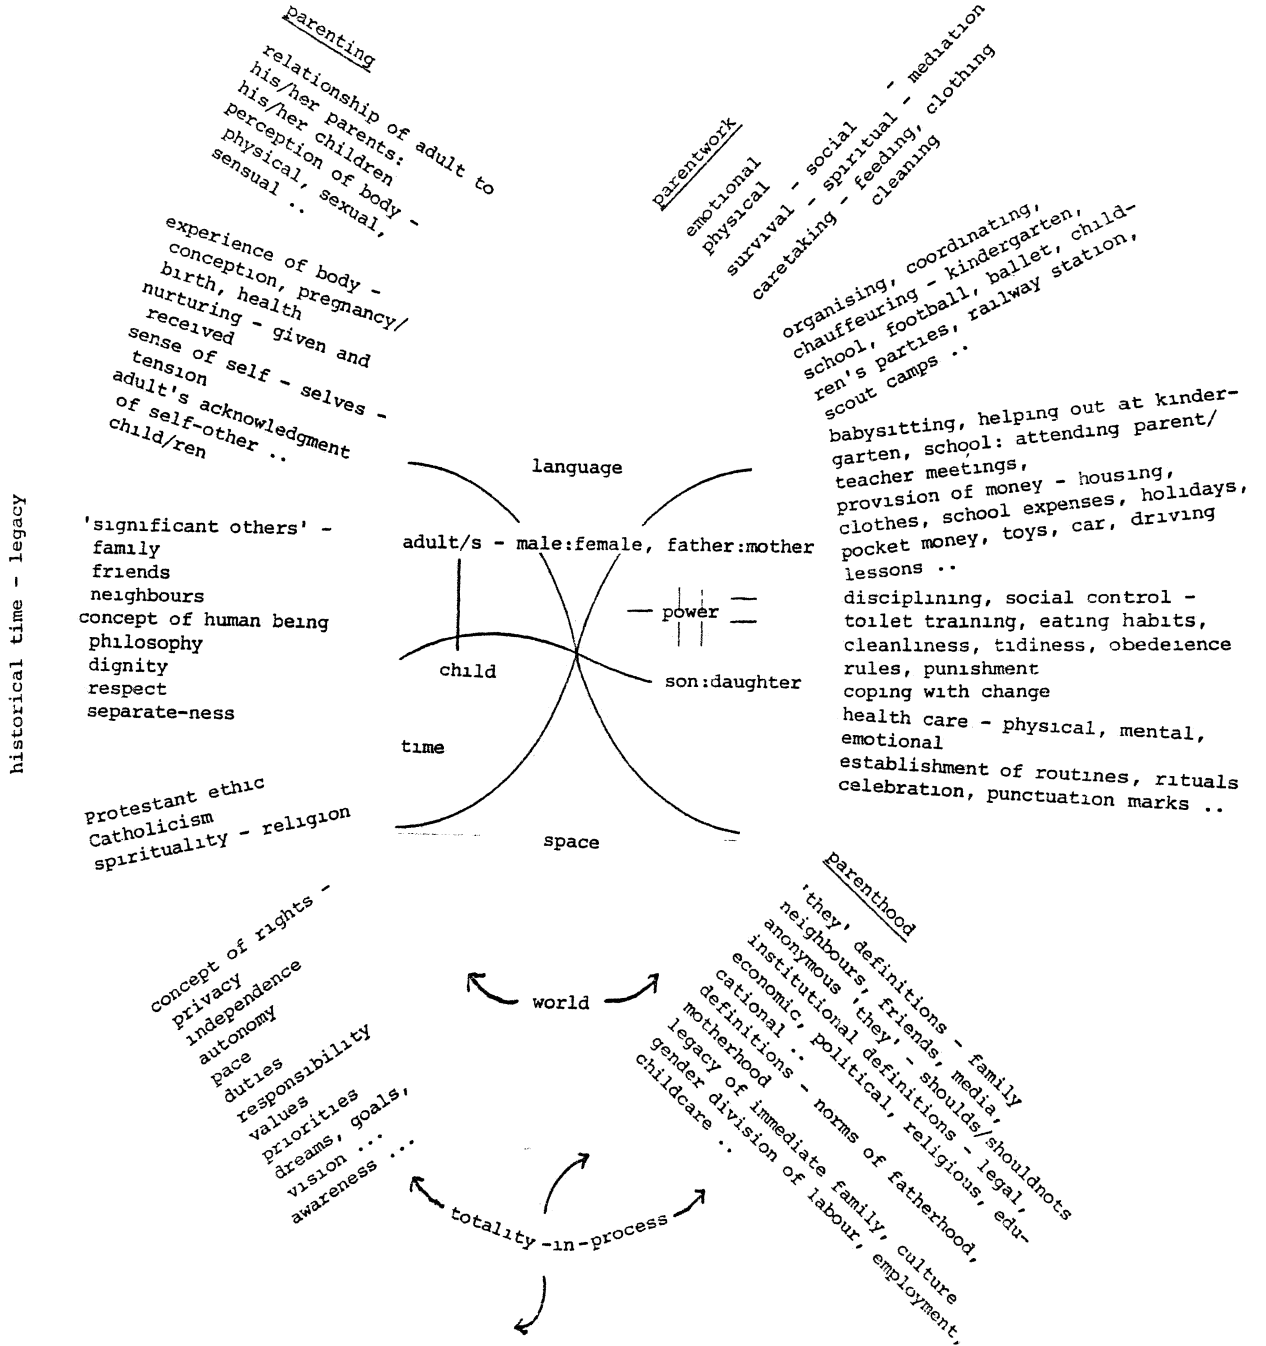 parenting
relationship of adult to
his/her parents:
his/her children
perception of body -
physical, sexual,
sensual ..
experience of body -
conception, pregnancy/
birth, health
nurturing - given and
received
sense of self - selves -
tension
adult's acknowledgment
of self-other ..
child/ren
'significant others' -
family
friends
neighbours
concept of human being
philosophy
dignity
respect
separate-ness
Protestant ethic
Catholicism
spirituality - religion
concept of rights -
privacy
independence
autonomy
pace
duties
responsibility
values
priorities
dreams, goals,
vision ...
awareness ...
historical time - legacy
language
adult/s - male:female, father:mother
power
child
son:daughter
time
space
world
totality-in-process
parentwork
emotional
physical - social - mediation
survival - spiritual - mediation
caretaking - feeding, clothing
cleaning
organising, coordinating,
chauffeuring - kindergarten,
school, football, ballet, child-
ren's parties, railway station,
scout camps ..
babysitting, helping out at kinder-
garten, school: attending parent/
teacher meetings,
provision of money - housing,
clothes, school expenses, holidays,
pocket money, toys, car, driving
lessons ..
disciplining, social control -
toilet training, eating habits,
cleanliness, tidiness, obedeience
rules, punishment
coping with change
health care - physical, mental,
emotional
establishment of routines, rituals
celebration, punctuation marks ..
parenthood
'they' definitions - family
neighbours, friends, media,
anonymous 'they' - shoulds/shouldnots
institutional definitions - legal,
economic, political, religious, edu-
cational ..
definitions - norms of fatherhood,
motherhood
legacy of immediate family, culture
gender division of labour, employment,
childcare ..